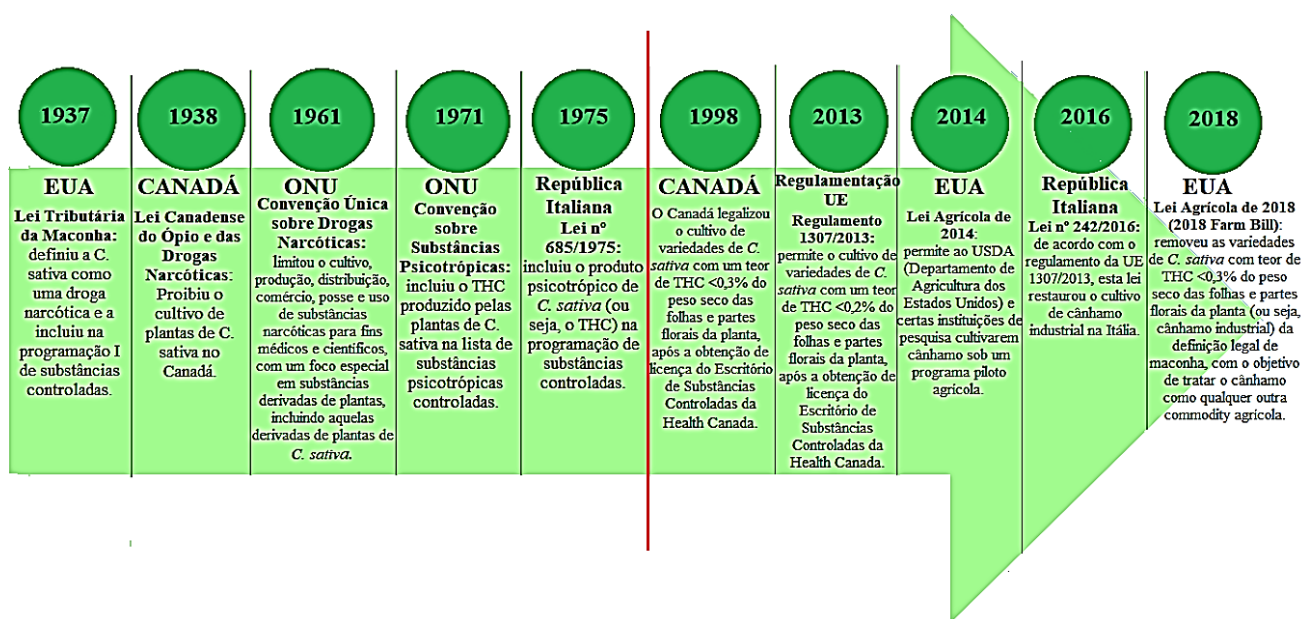 1937
EUA
Lei Tributária
da Maconha:
definiu a C.
sativa como
uma droga
narcótica e a
incluiu na
programação I
de substâncias
controladas.
1938
CANADÁ
Lei Canadense
do Ópio e das
Drogas
Narcóticas:
Proibiu o
cultivo de
plantas de C.
sativa no
Canadá.
1961
ONU
Convenção Única
sobre Drogas
Narcóticas:
limitou o cultivo,
produção, distribuição,
comércio, posse e uso
de substâncias
narcóticas para fins
médicos e científicos,
com um foco especial
em substâncias
derivadas de plantas,
incluindo aquelas
derivadas de plantas de
C. sativa.
1971
ONU
Convenção
sobre
Substâncias
Psicotrópicas:
incluiu o THC
produzido pelas
plantas de C.
sativa na lista de
substâncias
psicotrópicas
controladas.
1975
República
Italiana
Lei nº
685/1975:
incluiu o produto
psicotrópico de
C. sativa (ou
seja, o THC) na
programação de
substâncias
controladas.
1998
CANADÁ
O Canadá legalizou
o cultivo de
variedades de C.
sativa com um teor
de THC <0,3% do
peso seco das
folhas e partes
florais da planta,
após a obtenção de
licença do Escritório
de Substâncias
Controladas da
Health Canada.
2013
Regulamentação
UE
Regulamento
1307/2013:
permite o cultivo de
variedades de C.
sativa com um teor
de THC <0,2% do
peso seco das
folhas e partes
florais da planta,
após a obtenção de
licença do
Escritório de
Substâncias
Controladas da
Health Canada.
2014
EUA
Lei Agrícola de
2014:
permite ao USDA
(Departamento de
Agricultura dos
Estados Unidos) e
certas instituições de
pesquisa cultivarem
cânhamo sob um
programa piloto
agrícola.
2016
República
Italiana
Lei nº 242/2016:
de acordo com o
regulamento da UE
1307/2013, esta lei
restaurou o cultivo
de cânhamo
industrial na Itália.
2018
EUA
Lei Agrícola de 2018
(2018 Farm Bill):
removeu as variedades
de C. sativa com teor de
THC <0,3% do peso
seco das folhas e partes
florais da planta (ou seja,
cânhamo industrial) da
definição legal de
maconha, com o objetivo
de tratar o cânhamo
como qualquer outra
commodity agrícola.